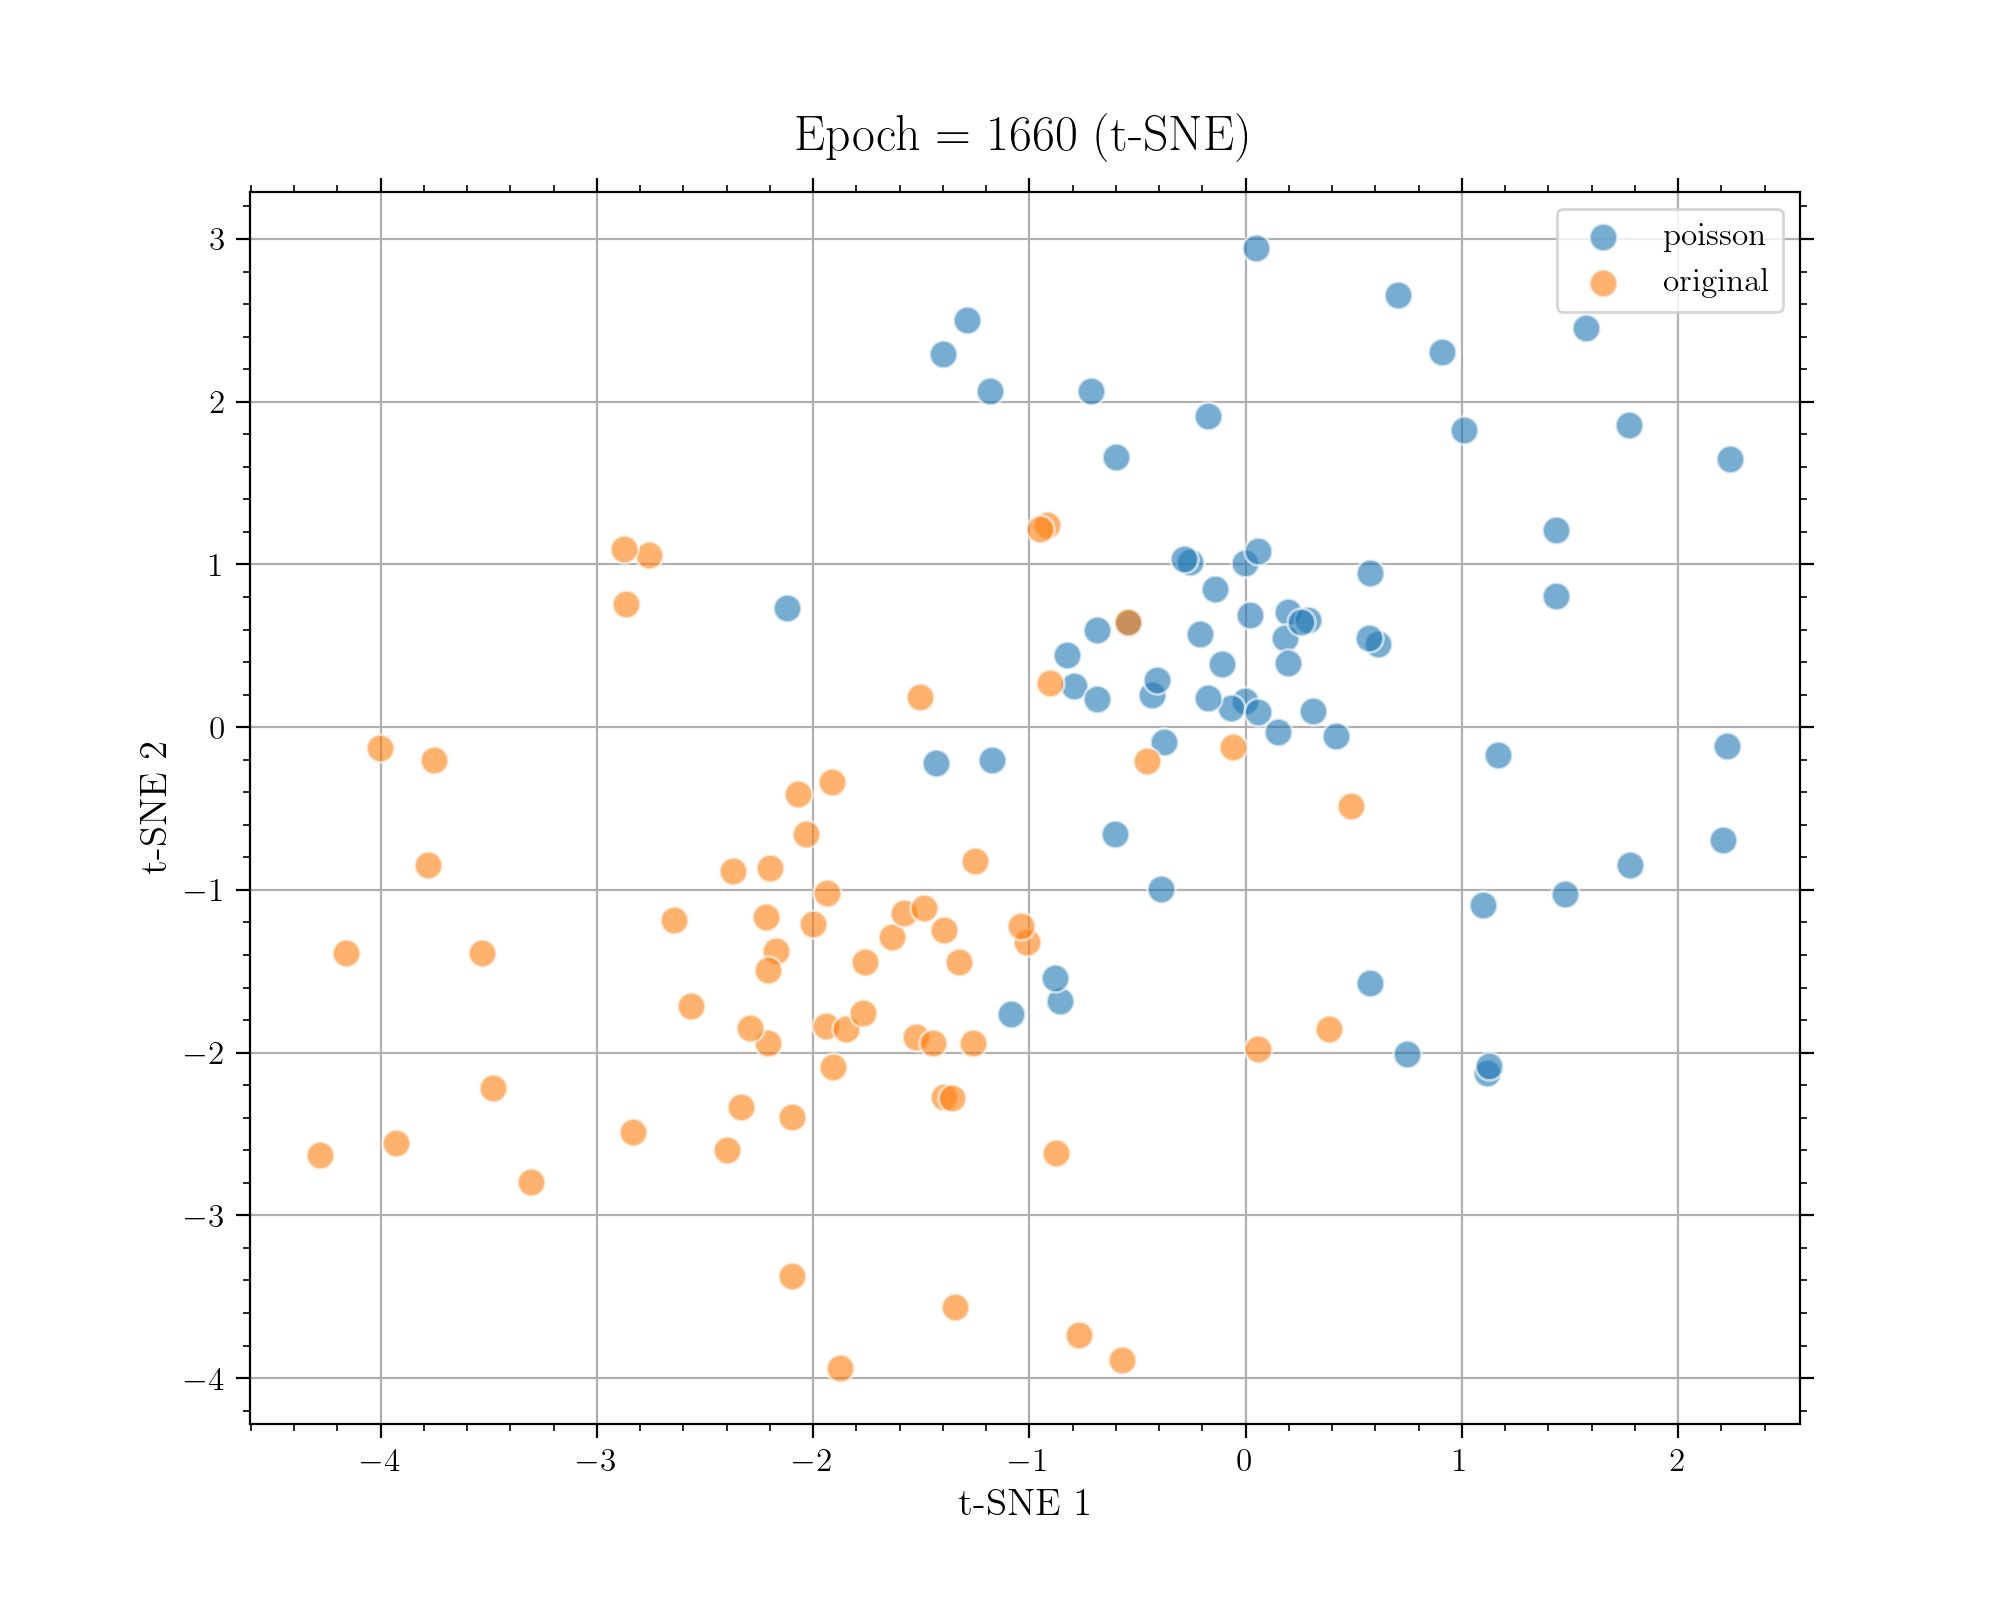 Epoch = 1660 (t-SNE)
poisson
original
3
2
1
0
−1
−2
−3
−4
t-SNE 2
−4 −3 −2 −1 0 1 2
t-SNE 1